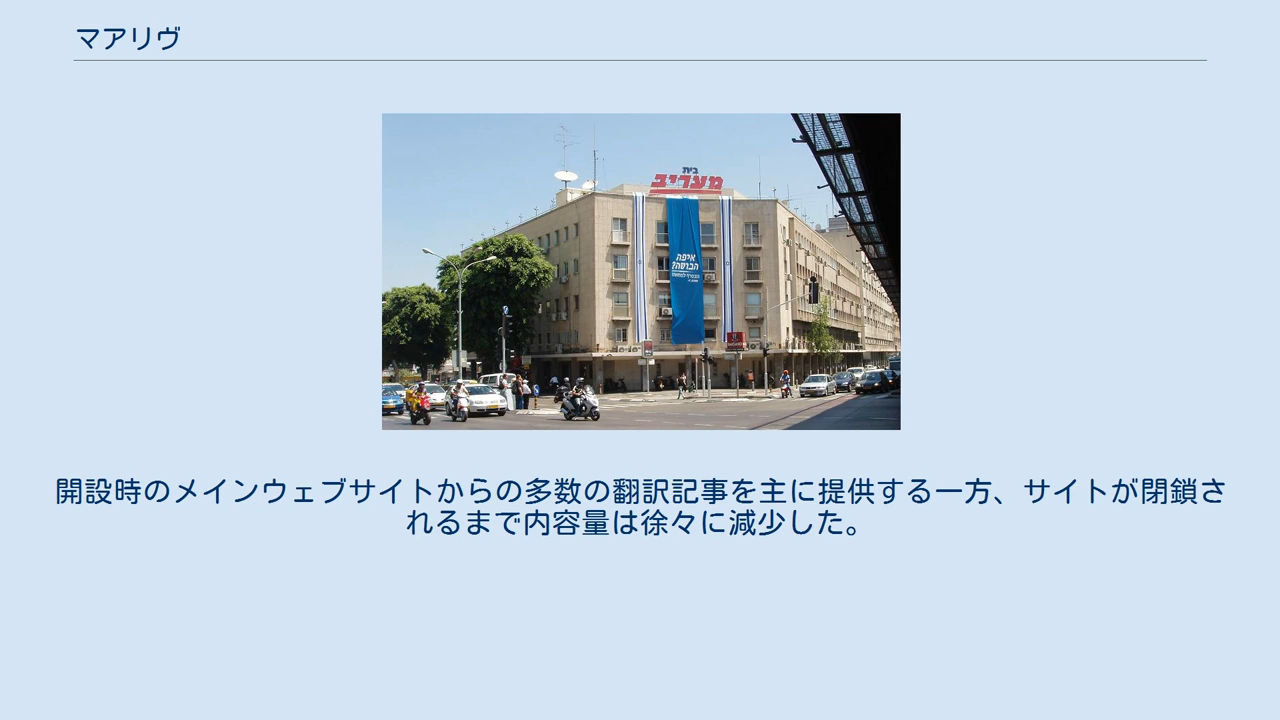 マアリヴ
בית
מעריב
איפה
הבושה?
開設時のメインウェブサイトからの多数の翻訳記事を主に提供する一方、サイトが閉鎖さ
れるまで内容量は徐々に減少した。